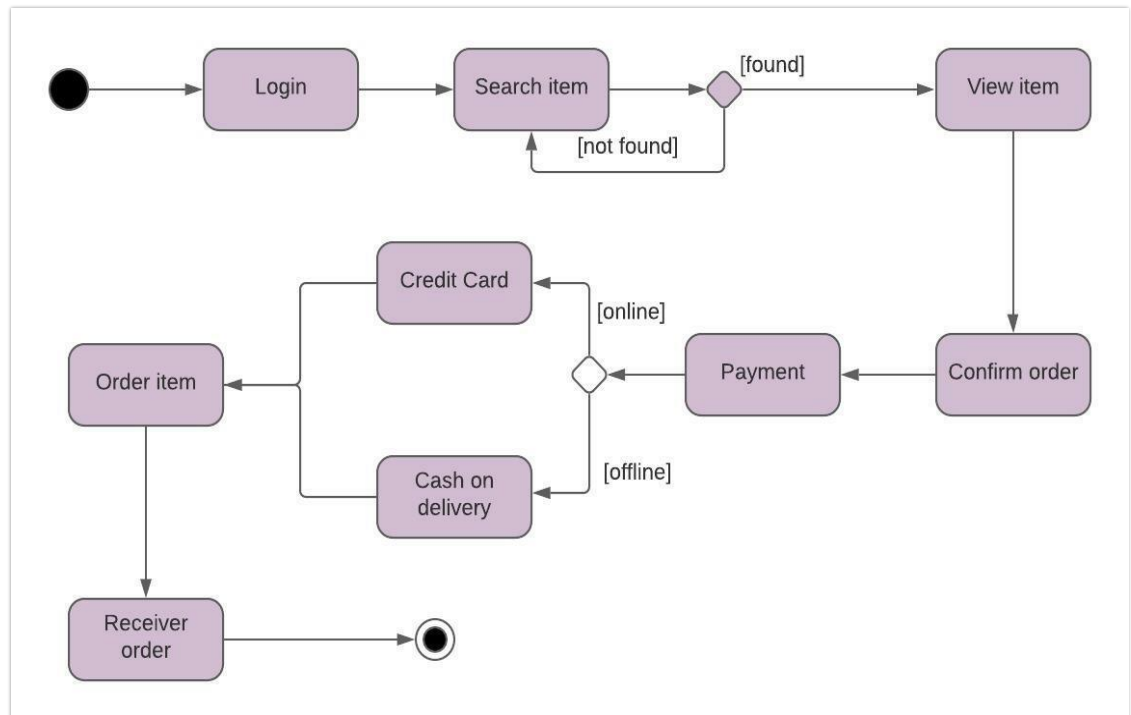 [found]
Login
Search item
View item
[not found]
Credit Card
[online]
Order item
Payment
Confirm order
Cash on
delivery
[offline]
Receiver
order